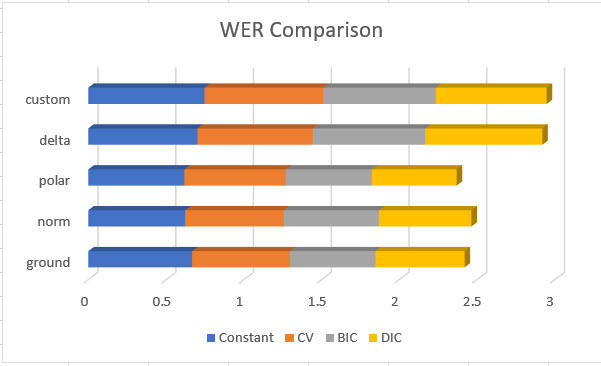 WER Comparison
custom
delta
polar
norm
ground
0 0.5 1 1.5 2 2.5 3
Constant CV BIC DIC